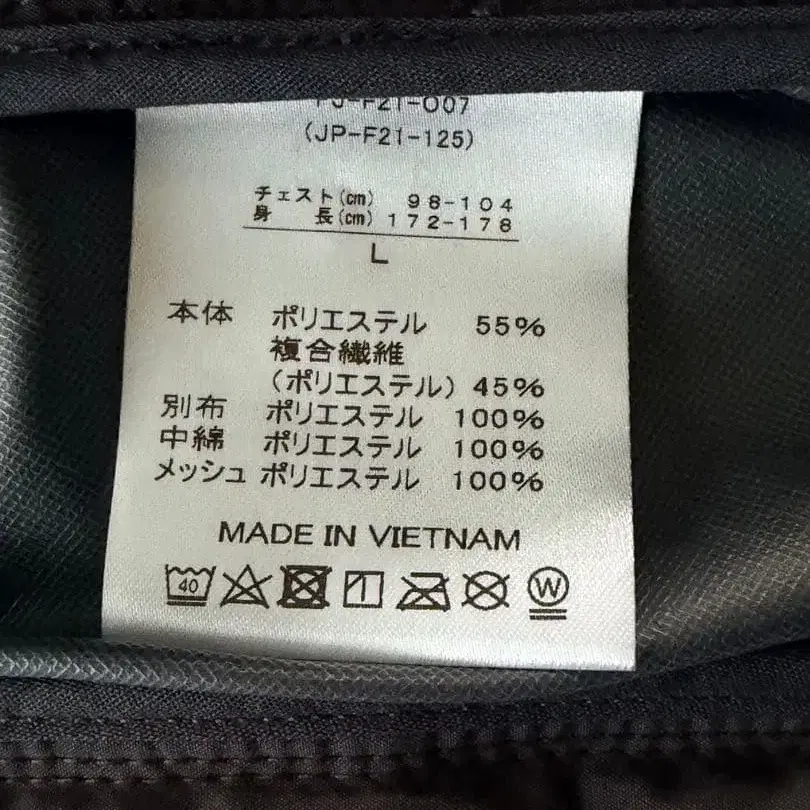 PJ-F21-007
(JP-F21-125)
チェスト(cm) 98-104
身 長(cm) 172-178
L
本体 ポリエステル 55%
複合繊維
(ポリエステル) 45%
別布 ポリエステル 100%
中綿 ポリエステル 100%
メッシュ ポリエステル 100%
MADE IN VIETNAM
40 W